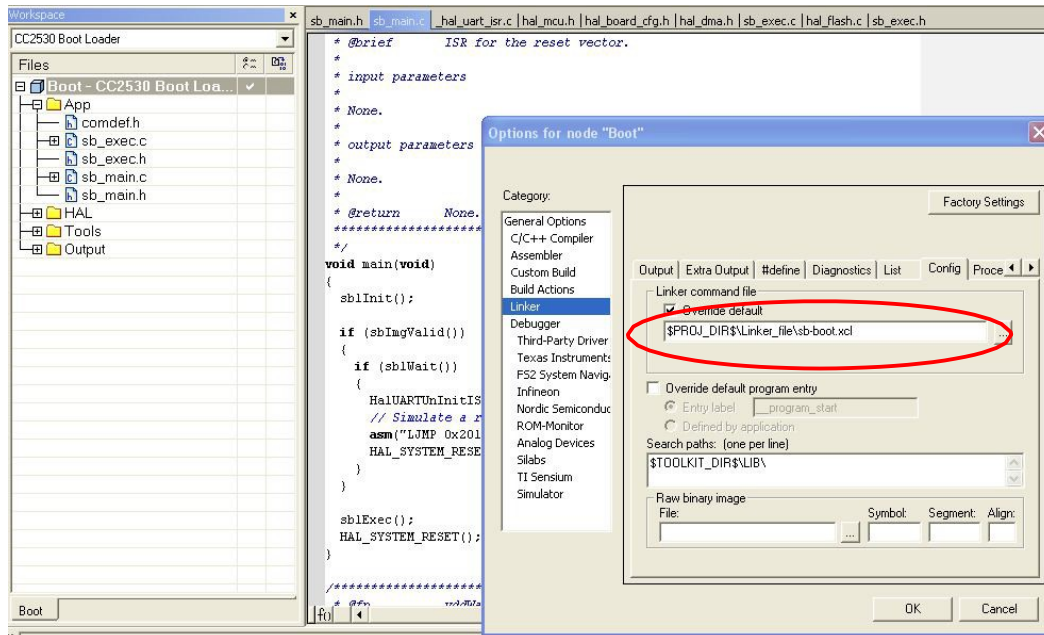 Workspace
CC2530 Boot Loader
Files
Boot - CC2530 Boot Loa...
App
comdef.h
sb_exec.c
sb_exec.h
sb_main.c
sb_main.h
HAL
Tools
Output
Boot
sb_main.h sb_main.c _hal_uart_isr.c | hal_mcu.h | hal_board_cfg.h | hal_dma.h | sb_exec.c | hal_flash.c | sb_exec.h
* @brief ISR for the reset vector.
*
* input parameters
*
* None.
*
* output parameters
*
* None.
*
* @return None.
*/
void main(void)
{
sblInit();
if (sbImgValid())
{
if (sblWait())
{
HalUARTUnInitIS
// Simulate a r
asm("LJMP 0x201
HAL_SYSTEM_RESE
}
}
sblExec();
HAL_SYSTEM_RESET();
}
* @fn
f()
Options for node "Boot"
Category:
General Options
C/C++ Compiler
Assembler
Custom Build
Build Actions
Linker
Debugger
Third-Party Driver
Texas Instruments
FS2 System Navig
Infineon
Nordic Semiconduc
ROM-Monitor
Analog Devices
Silabs
TI Sensium
Simulator
Factory Settings
Output Extra Output #define Diagnostics List Config Proce
Linker command file
Override default
$PROJ_DIR$\Linker_file\sb-boot.xcl
...
Override default program entry
Entry label __program_start
Defined by application
Search paths: (one per line)
$TOOLKIT_DIR$\LIB\
Raw binary image
File: Symbol: Segment: Align:
...
OK Cancel